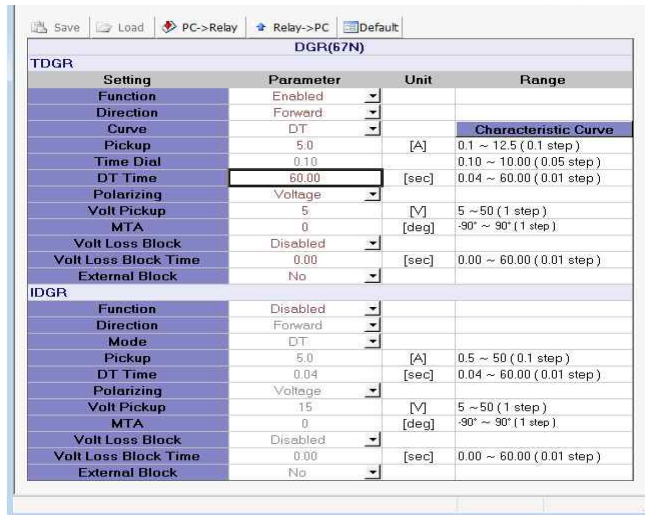 Save Load PC->Relay Relay->PC Default
DGR(67N)
TDGR
Setting Parameter Unit Range
Function Enabled
Direction Forward
Curve DT Characteristic Curve
Pickup 5.0 [A] 0.1 ~ 12.5 ( 0.1 step )
Time Dial 0.10 0.10 ~ 10.00 ( 0.05 step )
DT Time 60.00 [sec] 0.04 ~ 60.00 ( 0.01 step )
Polarizing Voltage
Volt Pickup 5 [V] 5 ~50 ( 1 step )
MTA 0 [deg] -90° ~ 90° ( 1 step )
Volt Loss Block Disabled
Volt Loss Block Time 0.00 [sec] 0.00 ~ 60.00 ( 0.01 step )
External Block No
IDGR
Function Disabled
Direction Forward
Mode DT
Pickup 5.0 [A] 0.5 ~ 50 ( 0.1 step )
DT Time 0.04 [sec] 0.04 ~ 60.00 ( 0.01 step )
Polarizing Voltage
Volt Pickup 15 [V] 5 ~50 ( 1 step )
MTA 0 [deg] -90° ~ 90° ( 1 step )
Volt Loss Block Disabled
Volt Loss Block Time 0.00 [sec] 0.00 ~ 60.00 ( 0.01 step )
External Block No